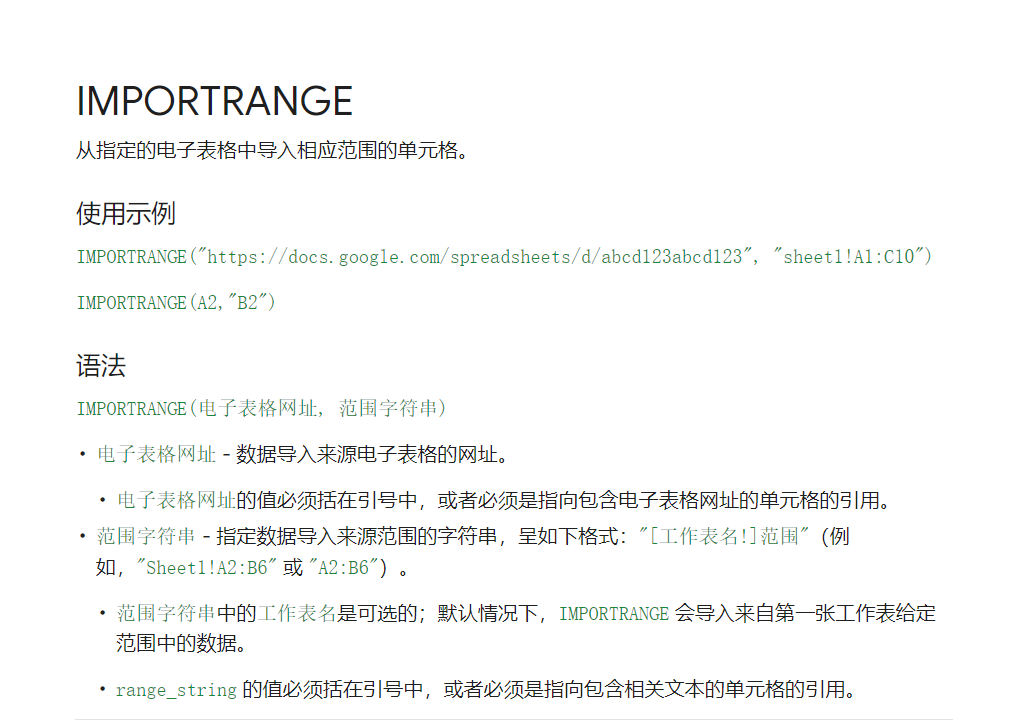 IMPORTRANGE
从指定的电子表格中导入相应范围的单元格。
使用示例
IMPORTRANGE("https://docs.google.com/spreadsheets/d/abcd123abcd123", "sheet1!A1:C10")
IMPORTRANGE(A2,"B2")
语法
IMPORTRANGE(电子表格网址, 范围字符串)
• 电子表格网址 - 数据导入来源电子表格的网址。
• 电子表格网址的值必须括在引号中，或者必须是指向包含电子表格网址的单元格的引用。
• 范围字符串 - 指定数据导入来源范围的字符串，呈如下格式："[工作表名!]范围"（例
如，"Sheet1!A2:B6" 或 "A2:B6"）。
• 范围字符串中的工作表名是可选的；默认情况下，IMPORTRANGE 会导入来自第一张工作表给定
范围中的数据。
• range_string 的值必须括在引号中，或者必须是指向包含相关文本的单元格的引用。